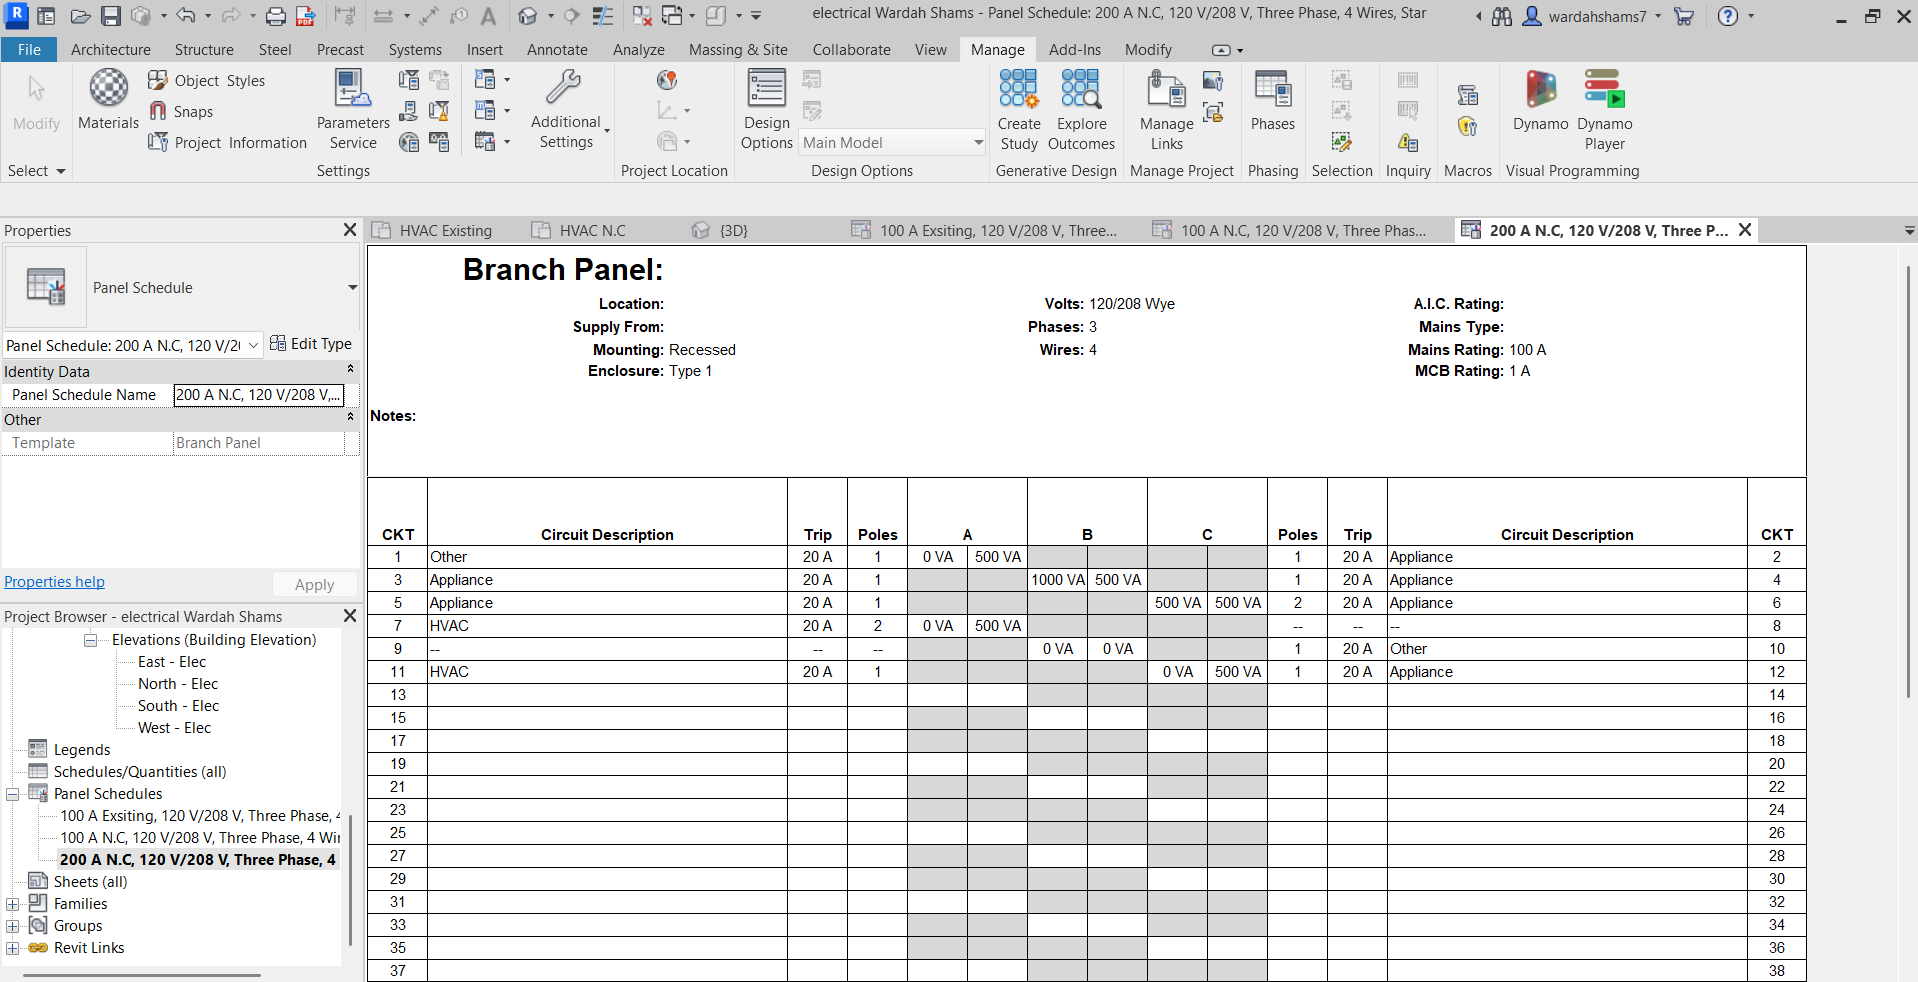 electrical Wardah Shams - Panel Schedule: 200 A N.C, 120 V/208 V, Three Phase, 4 Wires, Star
wardahshams7
File Architecture Structure Steel Precast Systems Insert Annotate Analyze Massing & Site Collaborate View Manage Add-Ins Modify
Modify
Materials
Object Styles
Snaps
Project Information
Parameters Service
Additional Settings
Design Options
Main Model
Create Study
Explore Outcomes
Manage Links
Phases
Dynamo
Dynamo Player
Select Settings Project Location Design Options Generative Design Manage Project Phasing Selection Inquiry Macros Visual Programming
Properties
Panel Schedule
Panel Schedule: 200 A N.C, 120 V/2
Edit Type
Identity Data
Panel Schedule Name 200 A N.C, 120 V/208 V,...
Other
Template Branch Panel
Properties help
Apply
Project Browser - electrical Wardah Shams
Elevations (Building Elevation)
East - Elec
North - Elec
South - Elec
West - Elec
Legends
Schedules/Quantities (all)
Panel Schedules
100 A Exsiting, 120 V/208 V, Three Phase, 4
100 A N.C, 120 V/208 V, Three Phase, 4 Wir
200 A N.C, 120 V/208 V, Three Phase, 4
Sheets (all)
Families
Groups
Revit Links
HVAC Existing HVAC N.C {3D} 100 A Exsiting, 120 V/208 V, Three... 100 A N.C, 120 V/208 V, Three Phas... 200 A N.C, 120 V/208 V, Three P...
Branch Panel:
Location: Volts: 120/208 Wye A.I.C. Rating:
Supply From: Phases: 3 Mains Type:
Mounting: Recessed Wires: 4 Mains Rating: 100 A
Enclosure: Type 1 MCB Rating: 1 A
Notes:
CKT Circuit Description Trip Poles A B C Poles Trip Circuit Description CKT
1 Other 20 A 1 0 VA 500 VA 1 20 A Appliance 2
3 Appliance 20 A 1 1000 VA 500 VA 1 20 A Appliance 4
5 Appliance 20 A 1 500 VA 500 VA 2 20 A Appliance 6
7 HVAC 20 A 2 0 VA 500 VA -- -- -- 8
9 -- -- -- 0 VA 0 VA 1 20 A Other 10
11 HVAC 20 A 1 0 VA 500 VA 1 20 A Appliance 12
13 14
15 16
17 18
19 20
21 22
23 24
25 26
27 28
29 30
31 32
33 34
35 36
37 38